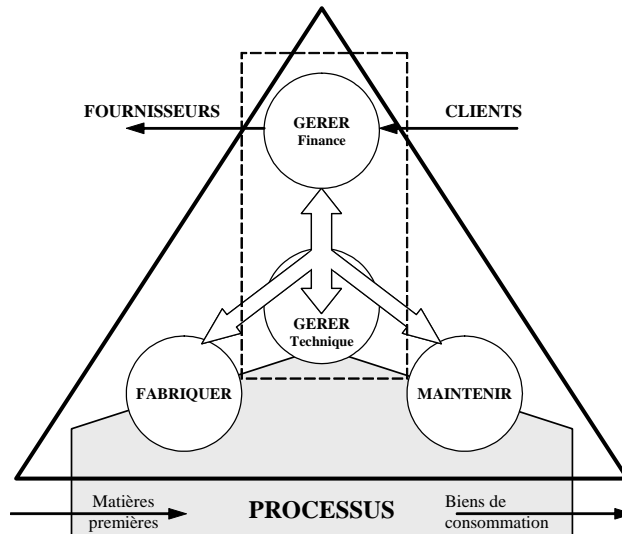 FOURNISSEURS
CLIENTS
GERER
Finance
GERER
Technique
FABRIQUER
MAINTENIR
Matières
premières
PROCESSUS
Biens de
consommation